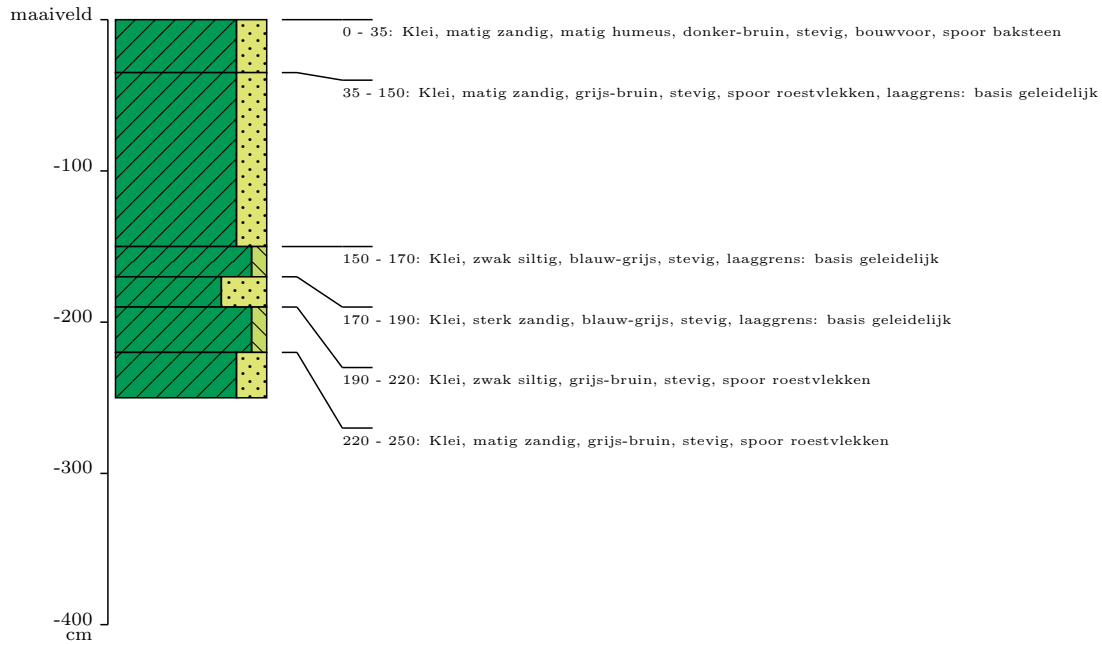 maaiveld
0 - 35: Klei, matig zandig, matig humeus, donker-bruin, stevig, bouwvoor, spoor baksteen
35 - 150: Klei, matig zandig, grijs-bruin, stevig, spoor roestvlekken, laaggrens: basis geleidelijk
-100
150 - 170: Klei, zwak siltig, blauw-grijs, stevig, laaggrens: basis geleidelijk
-200
170 - 190: Klei, sterk zandig, blauw-grijs, stevig, laaggrens: basis geleidelijk
190 - 220: Klei, zwak siltig, grijs-bruin, stevig, spoor roestvlekken
220 - 250: Klei, matig zandig, grijs-bruin, stevig, spoor roestvlekken
-300
-400
cm